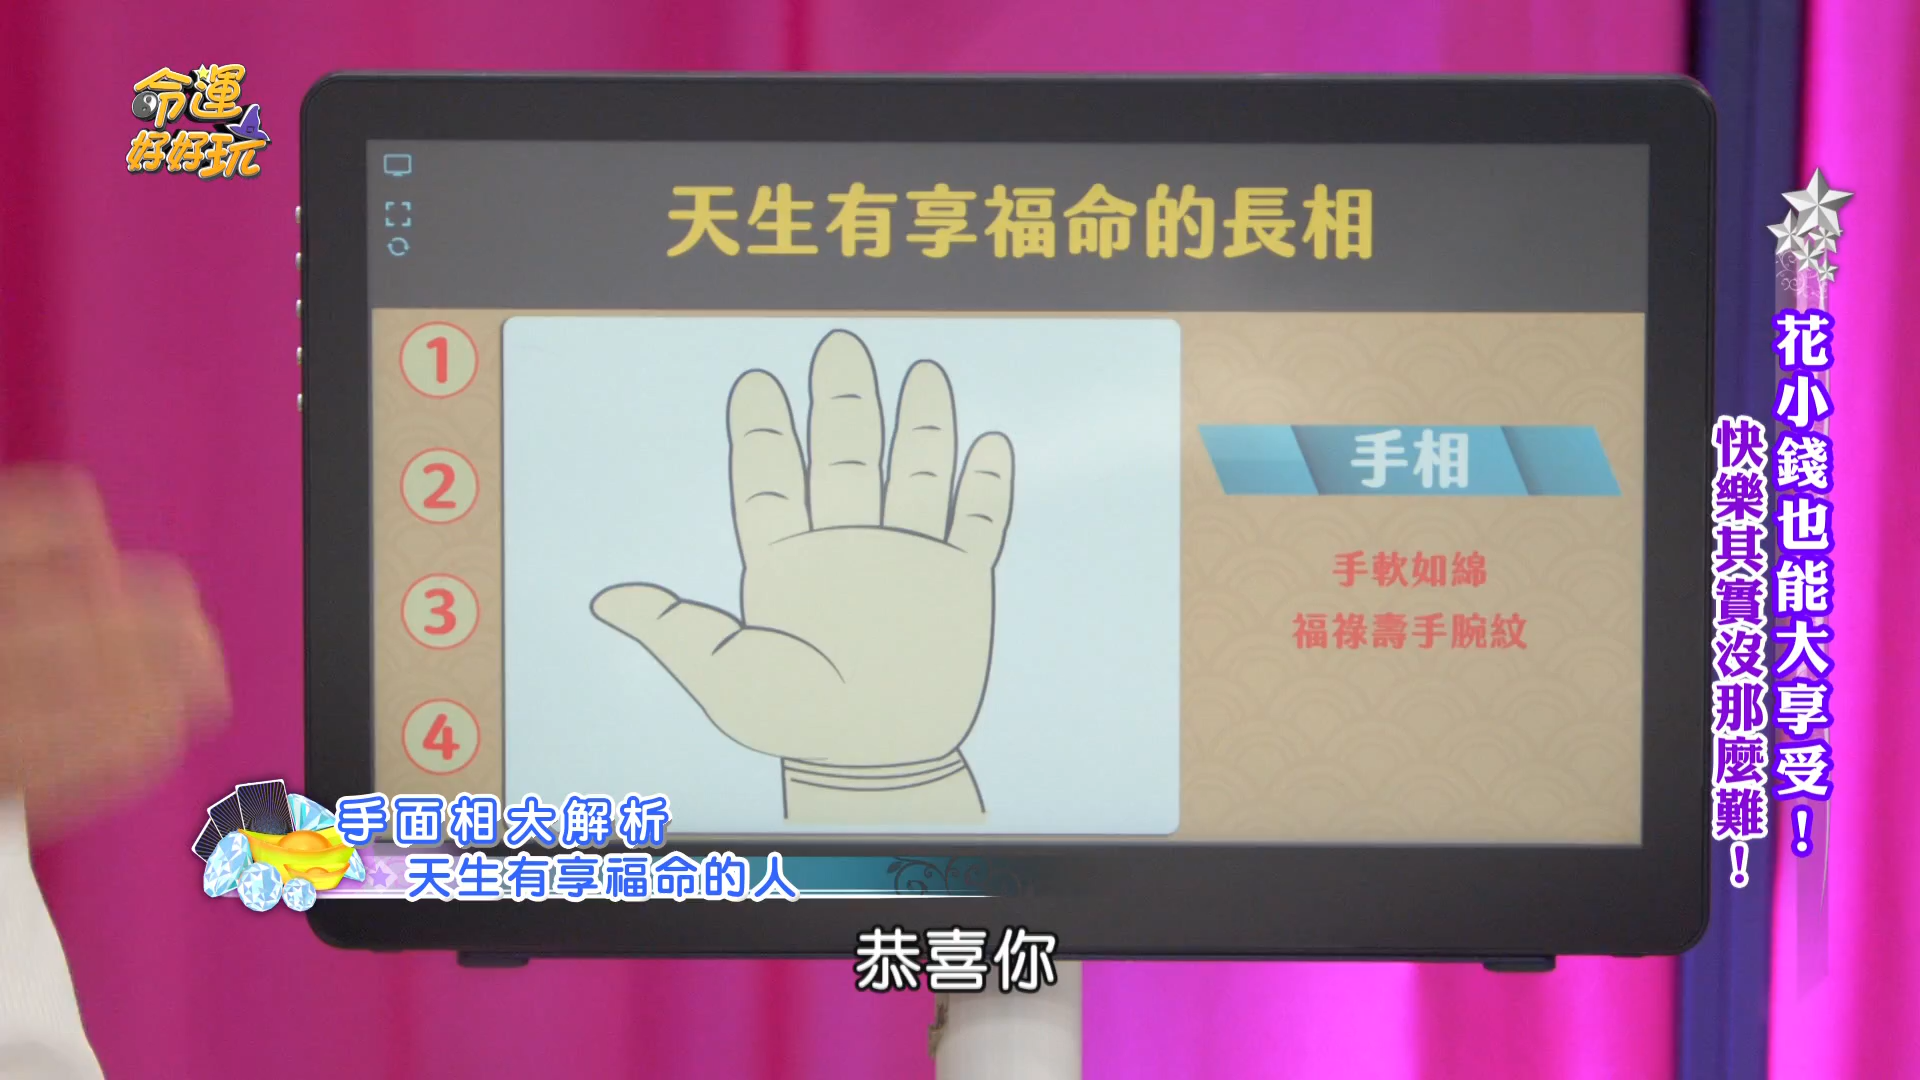 命運
好好玩
天生有享福命的長相
1
2
3
4
手相
手軟如綿
福祿壽手腕紋
花小錢也能大享受！
快樂其實沒那麼難！
手面相大解析
天生有享福命的人
恭喜你